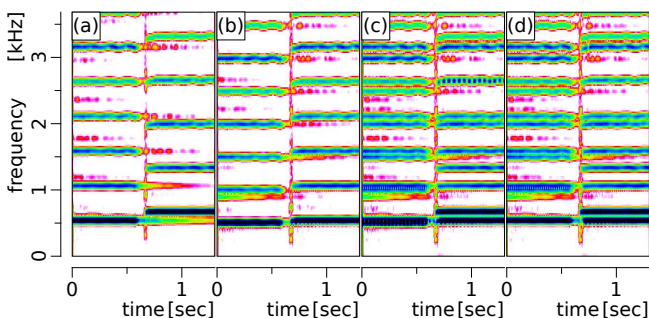 (a) (b) (c) (d)
frequency [kHz]
3
2
1
0
0 1 0 1 0 1 0 1
time[sec] time[sec] time[sec] time[sec]